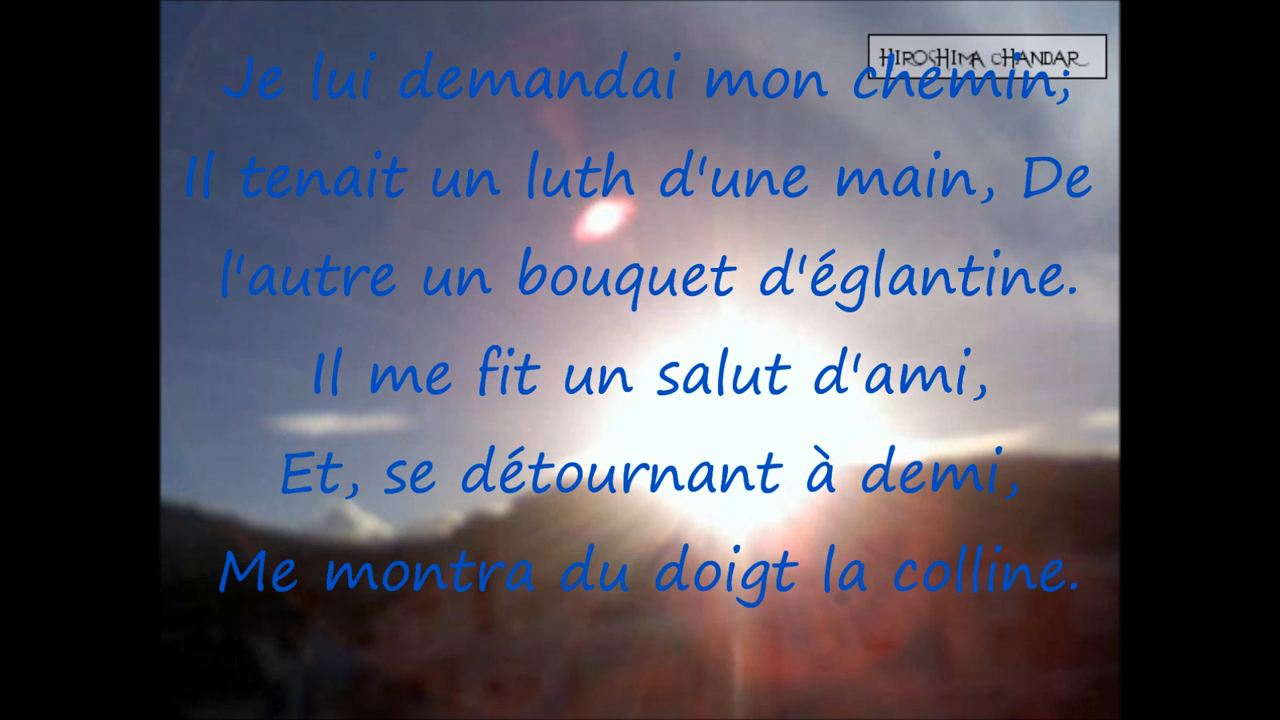 HIROSHIMA CHANDAR
Je lui demandai mon chemin;
Il tenait un luth d'une main, De
l'autre un bouquet d'églantine.
Il me fit un salut d'ami,
Et, se détournant à demi,
Me montra du doigt la colline.